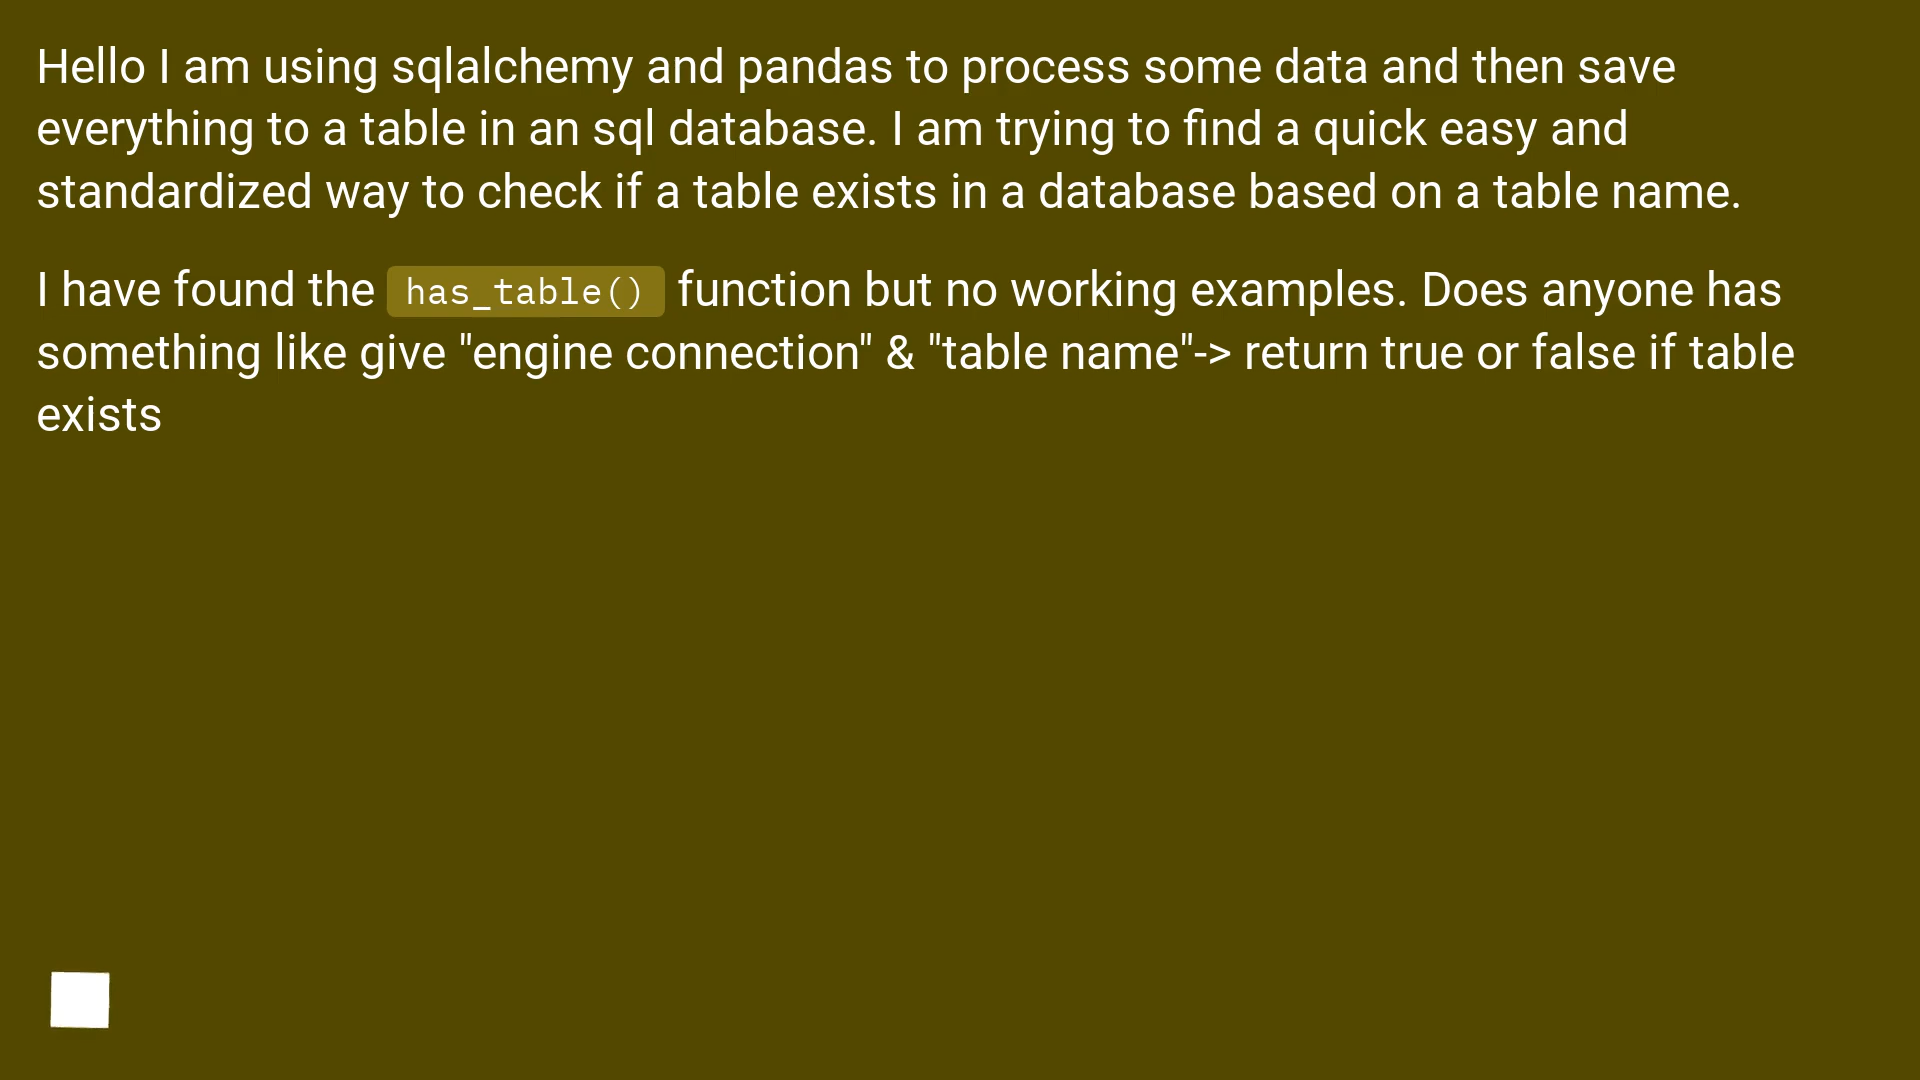 Hello I am using sqlalchemy and pandas to process some data and then save
everything to a table in an sql database. I am trying to find a quick easy and
standardized way to check if a table exists in a database based on a table name.
I have found the has_table() function but no working examples. Does anyone has
something like give "engine connection" & "table name"-> return true or false if table
exists